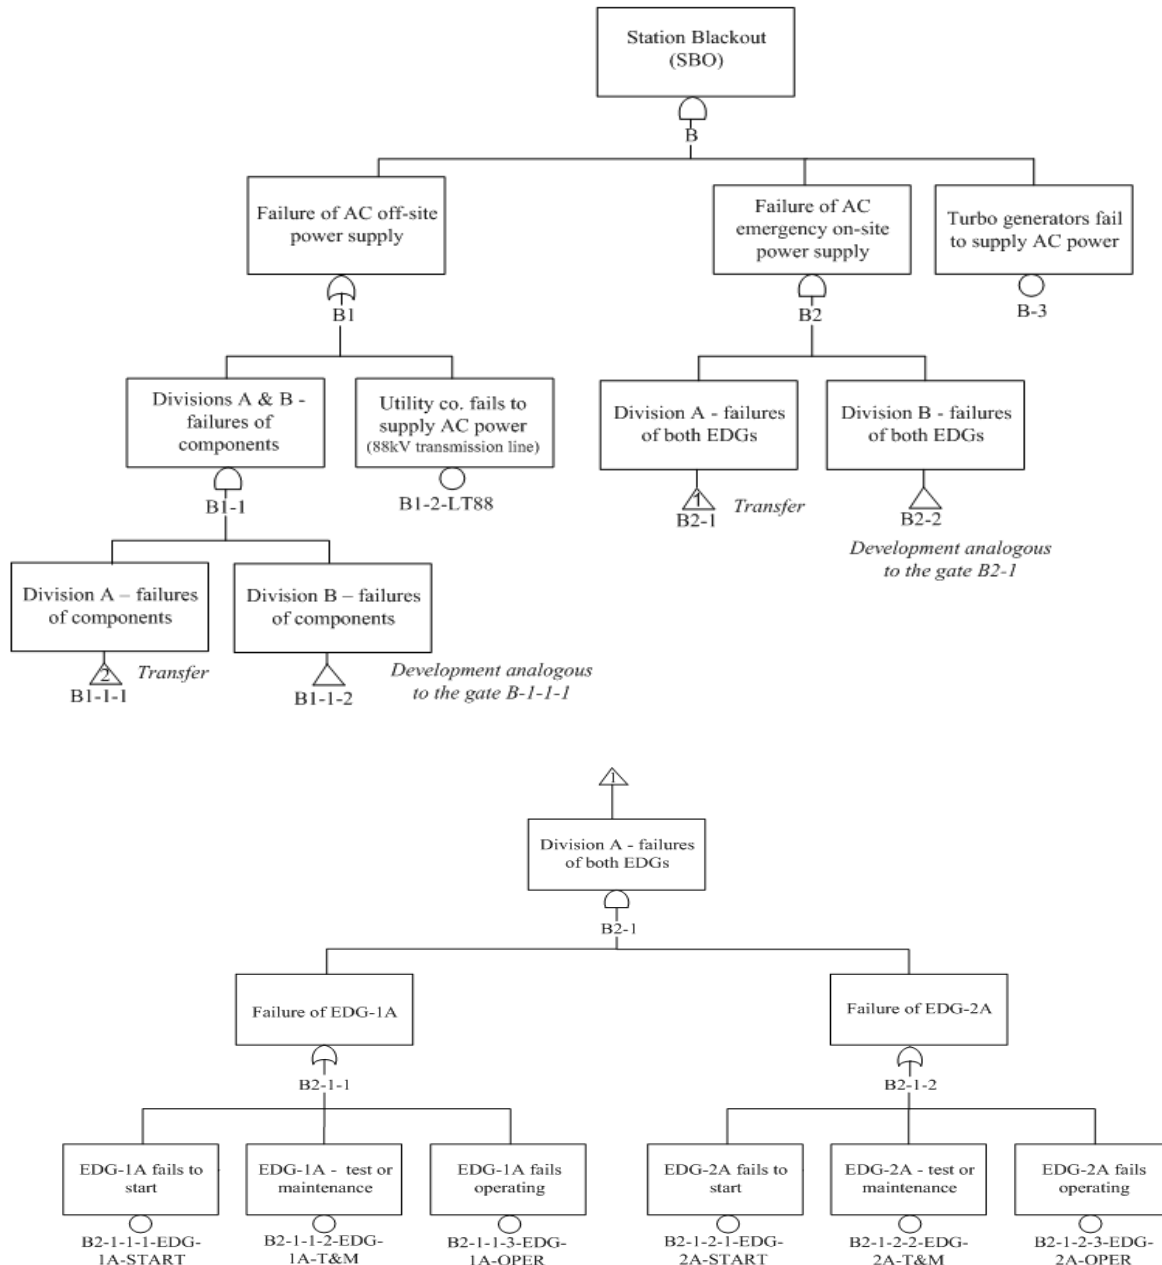 Station Blackout
(SBO)
B
Failure of AC off-site
power supply
B1
Failure of AC
emergency on-site
power supply
B2
Turbo generators fail
to supply AC power
B-3
Divisions A & B -
failures of
components
B1-1
Utility co. fails to
supply AC power
(88kV transmission line)
B1-2-LT88
Division A - failures
of both EDGs
1
B2-1
Transfer
Division B - failures
of both EDGs
B2-2
Development analogous
to the gate B2-1
Division A – failures
of components
2
B1-1-1
Transfer
Division B – failures
of components
B1-1-2
Development analogous
to the gate B-1-1-1
1
Division A - failures
of both EDGs
B2-1
Failure of EDG-1A
B2-1-1
Failure of EDG-2A
B2-1-2
EDG-1A fails to
start
B2-1-1-1-EDG-
1A-START
EDG-1A - test or
maintenance
B2-1-1-2-EDG-
1A-T&M
EDG-1A fails
operating
B2-1-1-3-EDG-
1A-OPER
EDG-2A fails to
start
B2-1-2-1-EDG-
2A-START
EDG-2A - test or
maintenance
B2-1-2-2-EDG-
2A-T&M
EDG-2A fails
operating
B2-1-2-3-EDG-
2A-OPER